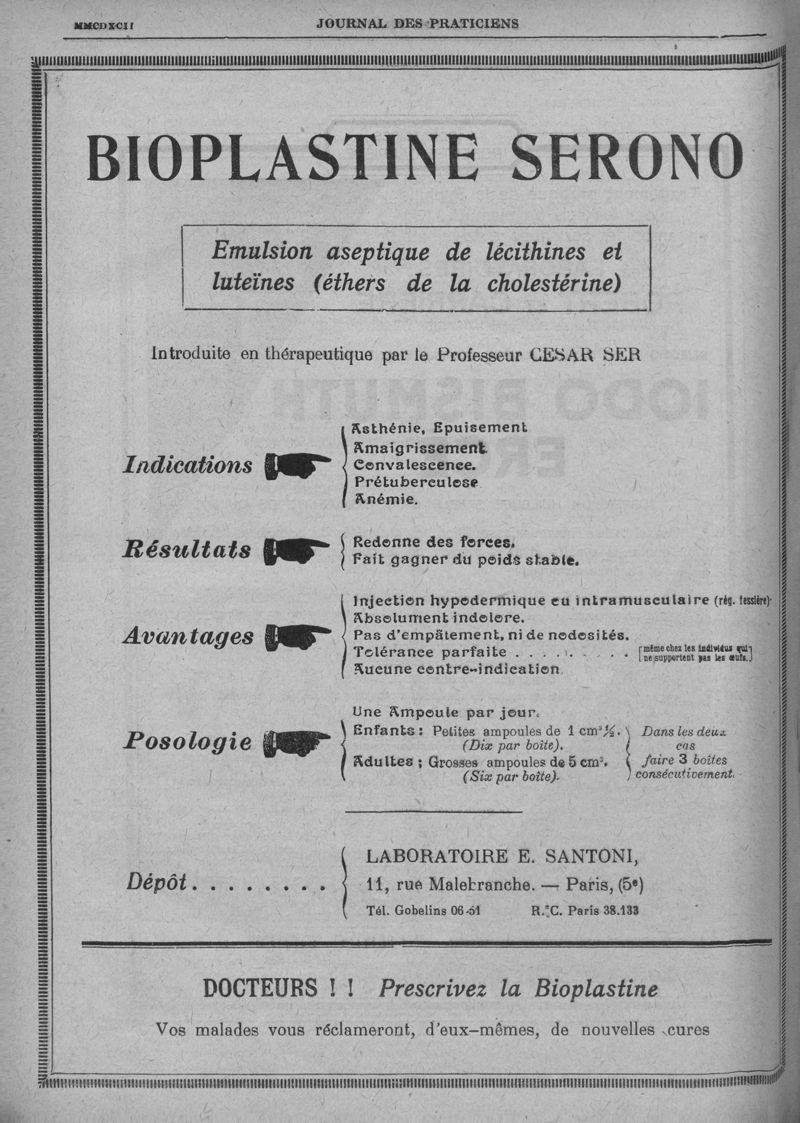 MMCDXCII
JOURNAL DES PRATICIENS
BIOPLASTINE SERONO
Emulsion aseptique de lécithines et
luteïnes (éthers de la cholestérine)
Introduite en thérapeutique par le Professeur CESAR SER
Indications
Asthénie, Epuisement
Amaigrissement.
Convalescence.
Prétuberculose
Anémie.
Résultats
Redonne des forces.
Fait gagner du poids stable.
Avantages
Injection hypodermique ou intramusculaire (rég. fessière)
Absolument indolore.
Pas d'empâtement, ni de nodosités.
Tolérance parfaite . . . . . . . . [même chez les individus qui
ne supportent pas les œufs.]
Aucune contre-indication
Posologie
Une Ampoule par jour.
Enfants : Petites ampoules de 1 cm³ ½.
(Dix par boite).
Adultes ; Grosses ampoules de 5 cm³.
(Six par boîte).
Dans les deux
cas
faire 3 boîtes
consécutivement.
Dépôt . . . . . . . .
LABORATOIRE E. SANTONI,
11, rue Malebranche. — Paris, (5e)
Tél. Gobelins 06-51 R. C. Paris 38.133
DOCTEURS ! ! Prescrivez la Bioplastine
Vos malades vous réclameront, d'eux-mêmes, de nouvelles cures